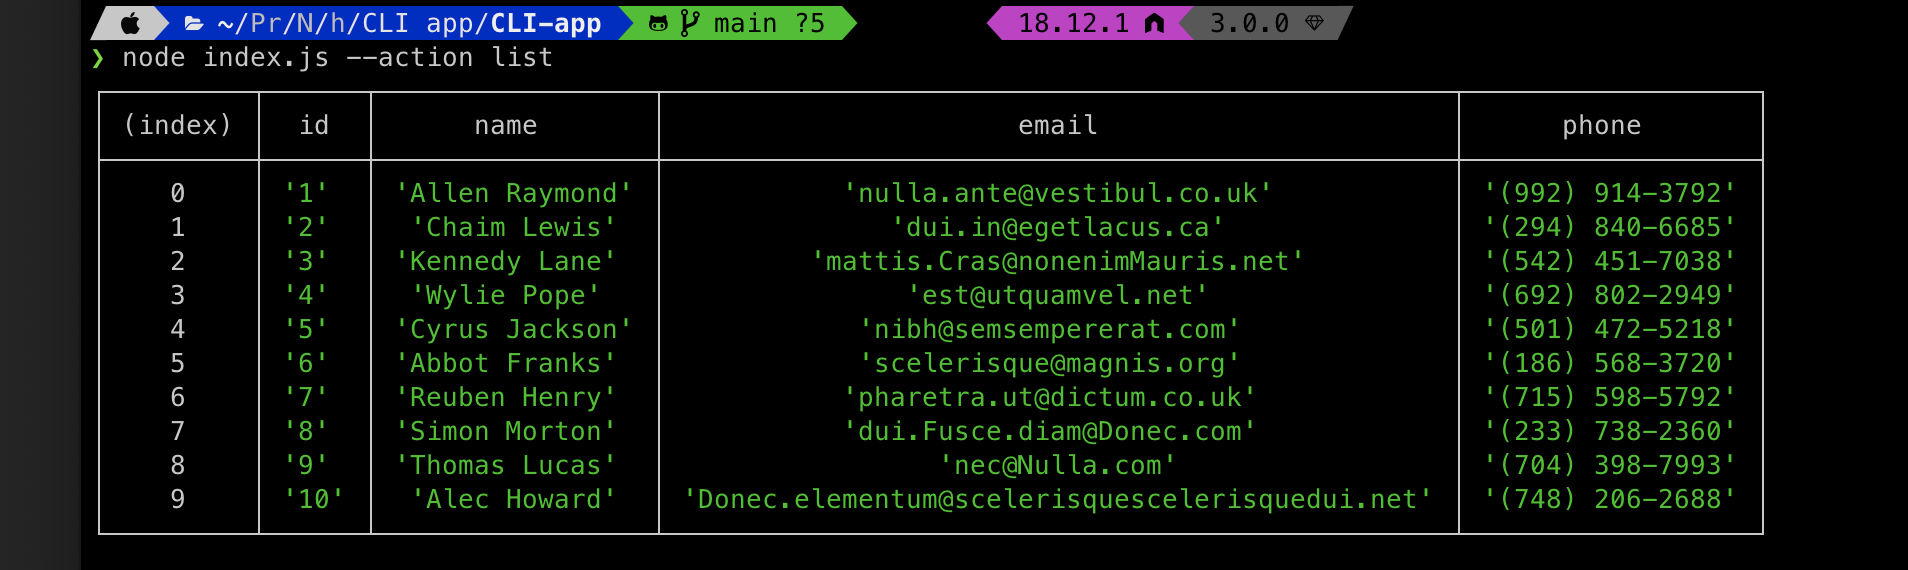 ~/Pr/N/h/CLI app/CLI-app main ?5 18.12.1 3.0.0
❯ node index.js --action list
(index) id name email phone
0 '1' 'Allen Raymond' 'nulla.ante@vestibul.co.uk' '(992) 914-3792'
1 '2' 'Chaim Lewis' 'dui.in@egetlacus.ca' '(294) 840-6685'
2 '3' 'Kennedy Lane' 'mattis.Cras@nonenimMauris.net' '(542) 451-7038'
3 '4' 'Wylie Pope' 'est@utquamvel.net' '(692) 802-2949'
4 '5' 'Cyrus Jackson' 'nibh@semsempererat.com' '(501) 472-5218'
5 '6' 'Abbot Franks' 'scelerisque@magnis.org' '(186) 568-3720'
6 '7' 'Reuben Henry' 'pharetra.ut@dictum.co.uk' '(715) 598-5792'
7 '8' 'Simon Morton' 'dui.Fusce.diam@Donec.com' '(233) 738-2360'
8 '9' 'Thomas Lucas' 'nec@Nulla.com' '(704) 398-7993'
9 '10' 'Alec Howard' 'Donec.elementum@scelerisquescelerisquedui.net' '(748) 206-2688'